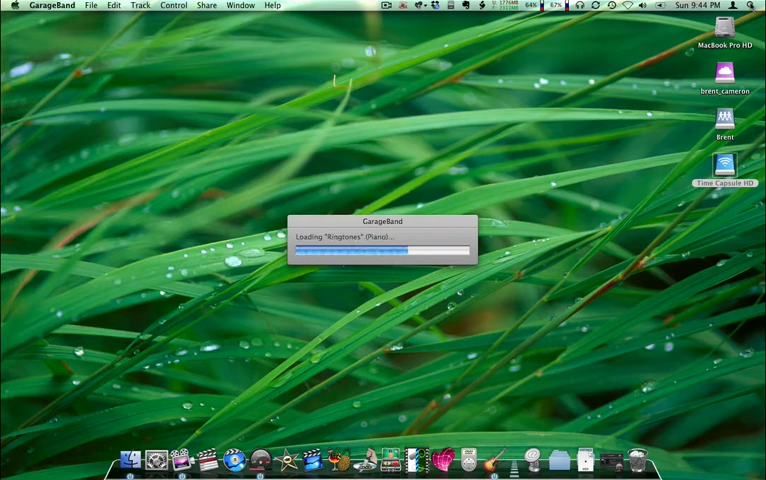 GarageBand File Edit Track Control Share Window Help 64% 67% Sun 9:44 PM
MacBook Pro HD
brent_cameron
Brent
Time Capsule HD
GarageBand
Loading "Ringtones" (Piano)...